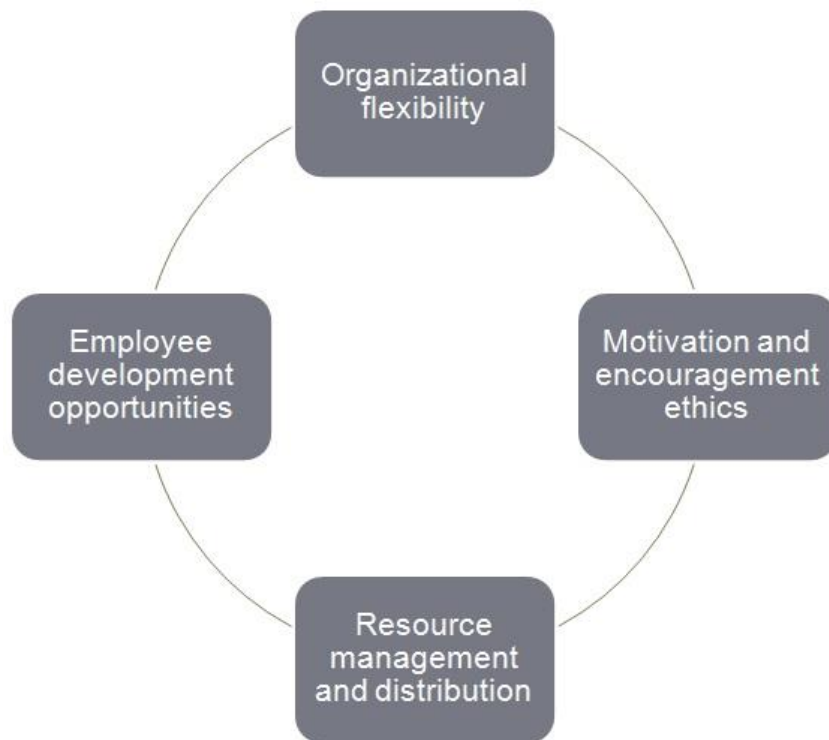 Organizational
flexibility
Employee
development
opportunities
Motivation and
encouragement
ethics
Resource
management
and distribution